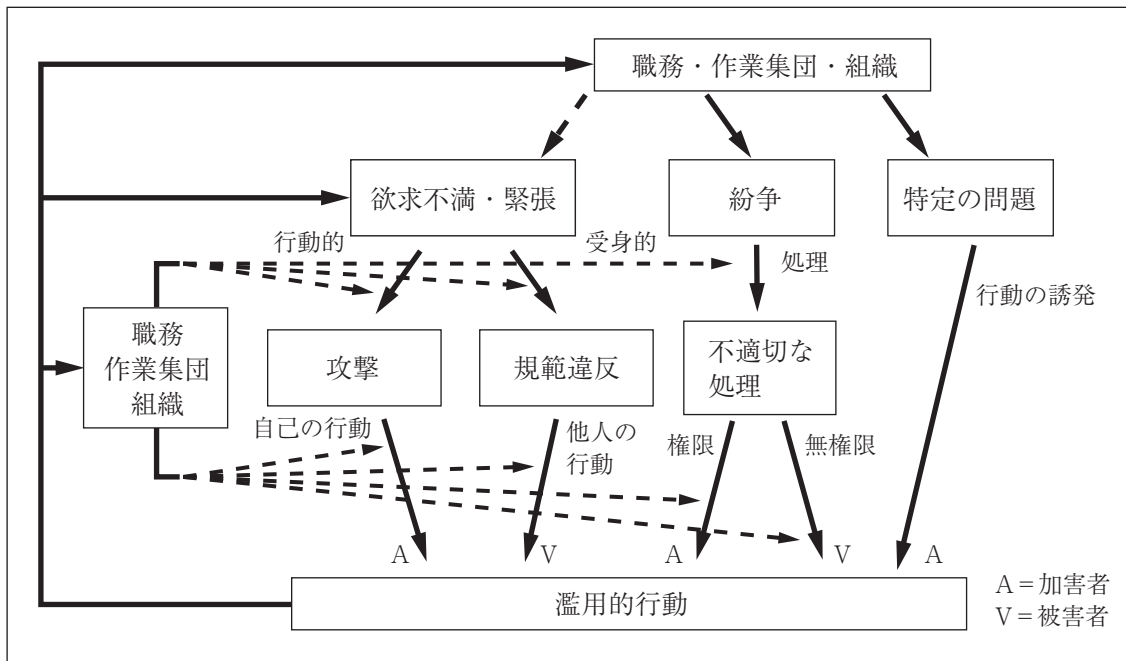 職務・作業集団・組織
欲求不満・緊張
紛争
特定の問題
行動的
受身的
処理
行動の誘発
職務
作業集団
組織
攻撃
規範違反
不適切な
処理
自己の行動
他人の
行動
権限
無権限
A
V
A
V
A
濫用的行動
A=加害者
V=被害者